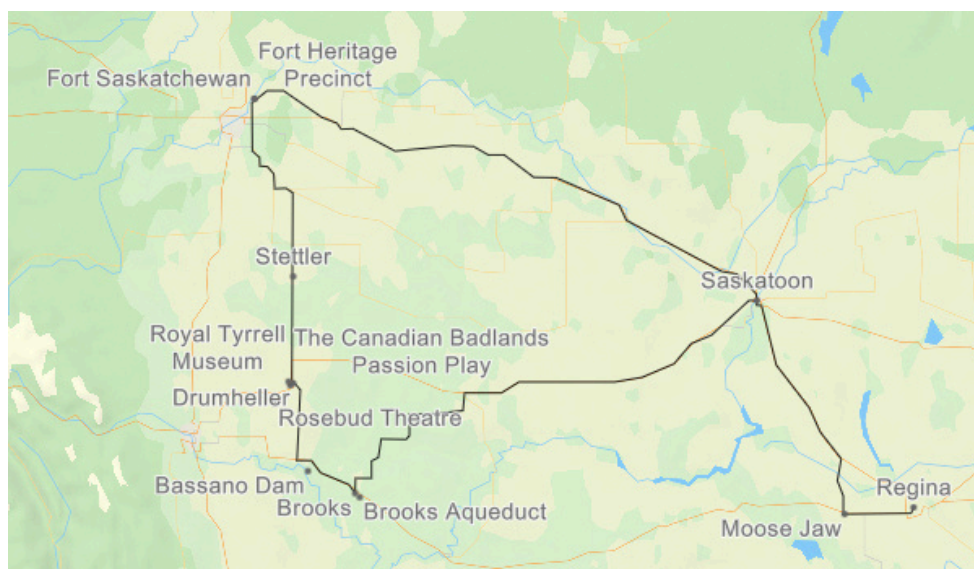 Fort Heritage
Precinct
Fort Saskatchewan
Stettler
Saskatoon
Royal Tyrrell
Museum
The Canadian Badlands
Passion Play
Drumheller
Rosebud Theatre
Bassano Dam
Brooks
Brooks Aqueduct
Regina
Moose Jaw